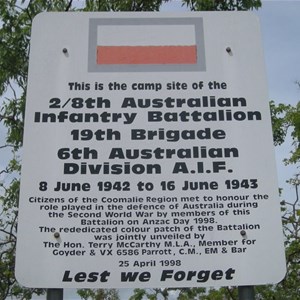 This is the camp site of the
2/8th Australian
Infantry Battalion
19th Brigade
6th Australian
Division A.I.F.
8 June 1942 to 16 June 1943
Citizens of the Coomalie Region met to honour the
role played in the defence of Australia during
the Second World War by members of this
Battalion on Anzac Day 1998.
The rededicated colour patch of the Battalion
was jointly unveiled by
The Hon. Terry McCarthy M.L.A., Member for
Goyder & VX 6586 Parrott, C.M., EM & Bar
25 April 1998
Lest we Forget